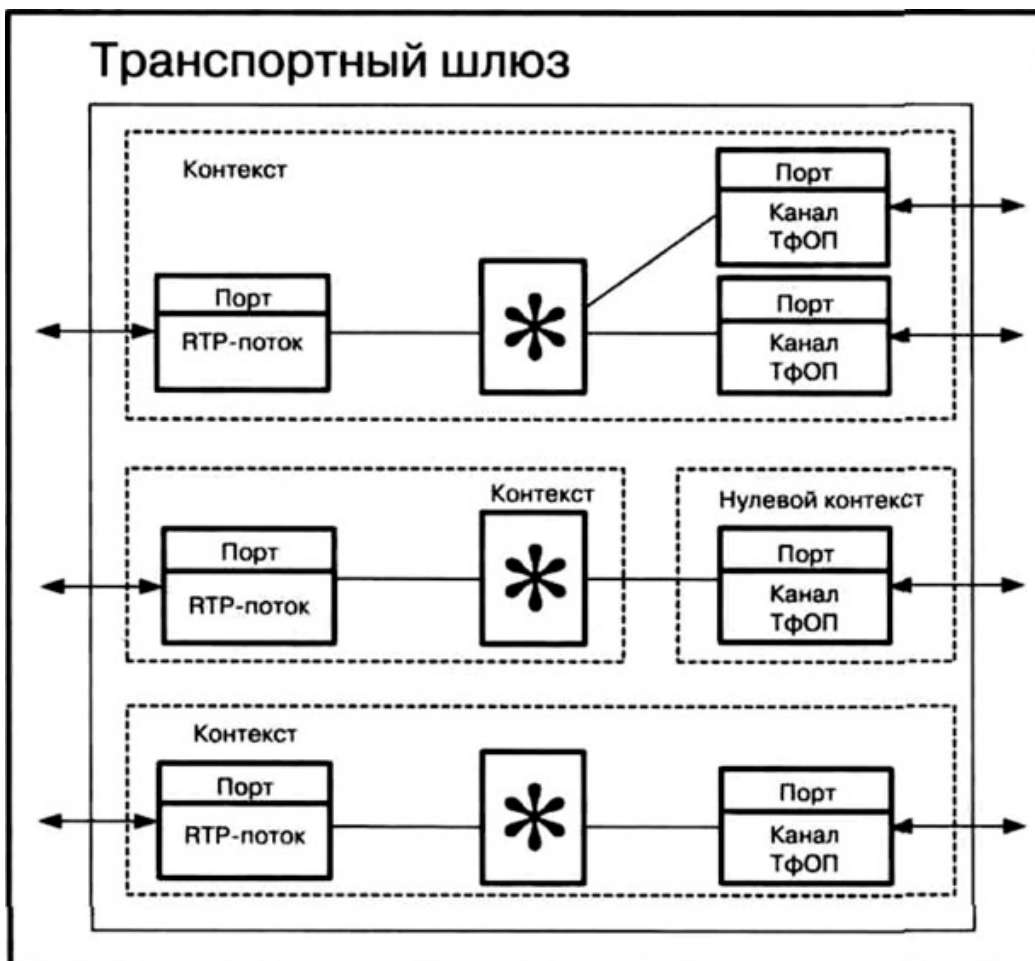 Транспортный шлюз
Контекст
Порт
Канал
ТфОП
Порт
RTP-поток
Порт
Канал
ТфОП
Контекст
Нулевой контекст
Порт
RTP-поток
Порт
Канал
ТфОП
Контекст
Порт
RTP-поток
Порт
Канал
ТфОП